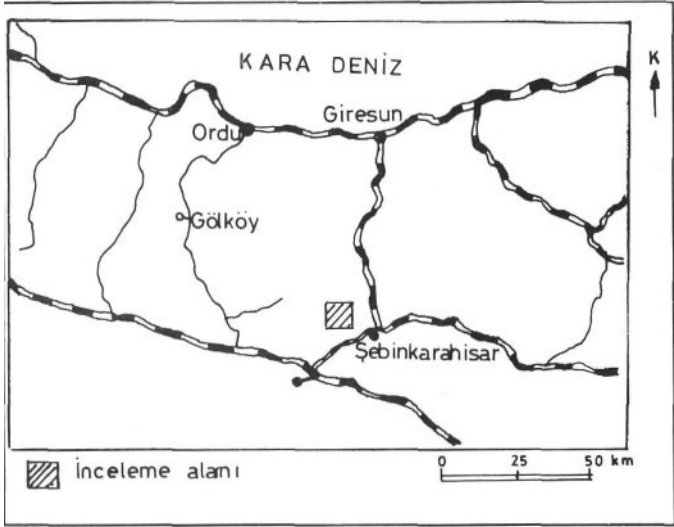 KARA DENİZ
K
Giresun
Ordu
Gölköy
Şebinkarahisar
İnceleme alanı
0 25 50 km